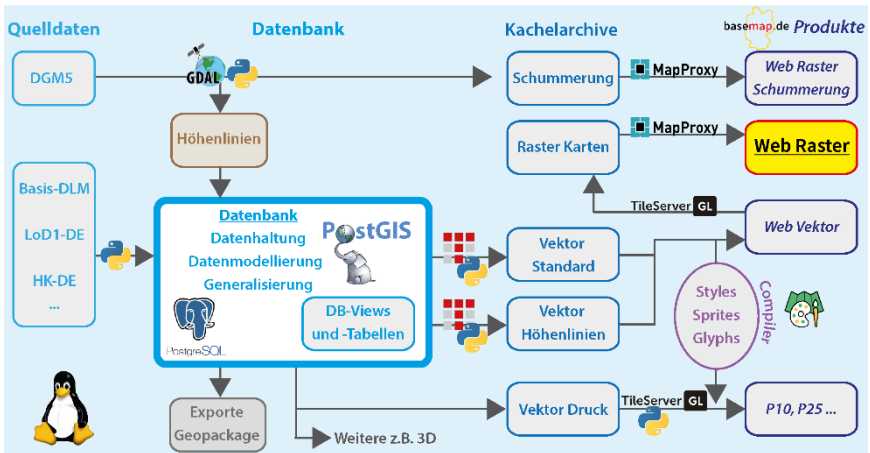 Quelldaten
Datenbank
Kachelarchive
basemap.de Produkte
DGM5
GDAL
Schummerung
MapProxy
Web Raster
Schummerung
Höhenlinien
Raster Karten
MapProxy
Web Raster
Basis-DLM
LoD1-DE
HK-DE
...
Datenbank
Datenhaltung
Datenmodellierung
Generalisierung
PostGIS
DB-Views
und -Tabellen
PostgreSQL
Vektor
Standard
Vektor
Höhenlinien
TileServer GL
Web Vektor
Styles
Sprites
Glyphs
Compiler
Exporte
Geopackage
Weitere z.B. 3D
Vektor Druck
TileServer GL
P10, P25 ...